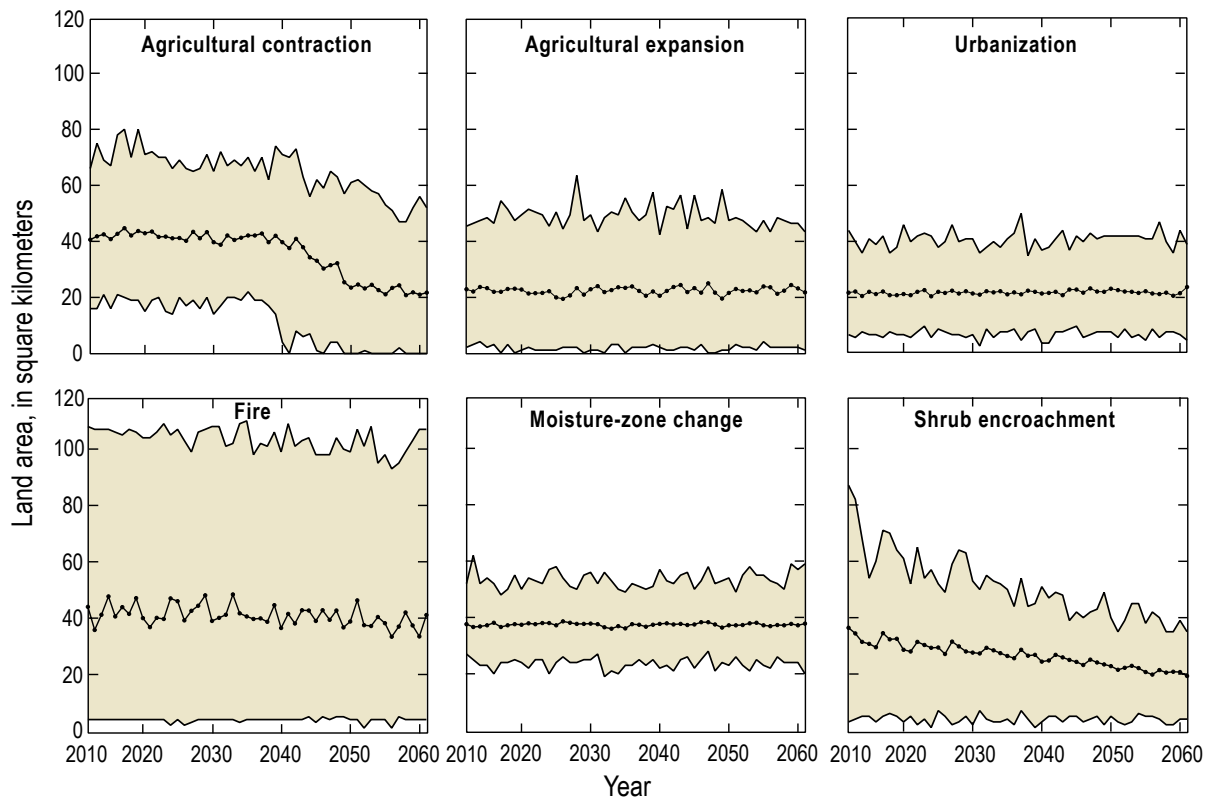 Land area, in square kilometers
120
100
80
60
40
20
0
Agricultural contraction
Agricultural expansion
Urbanization
120
100
80
60
40
20
0
Fire
Moisture-zone change
Shrub encroachment
2010 2020 2030 2040 2050 2060
2010 2020 2030 2040 2050 2060
2010 2020 2030 2040 2050 2060
Year